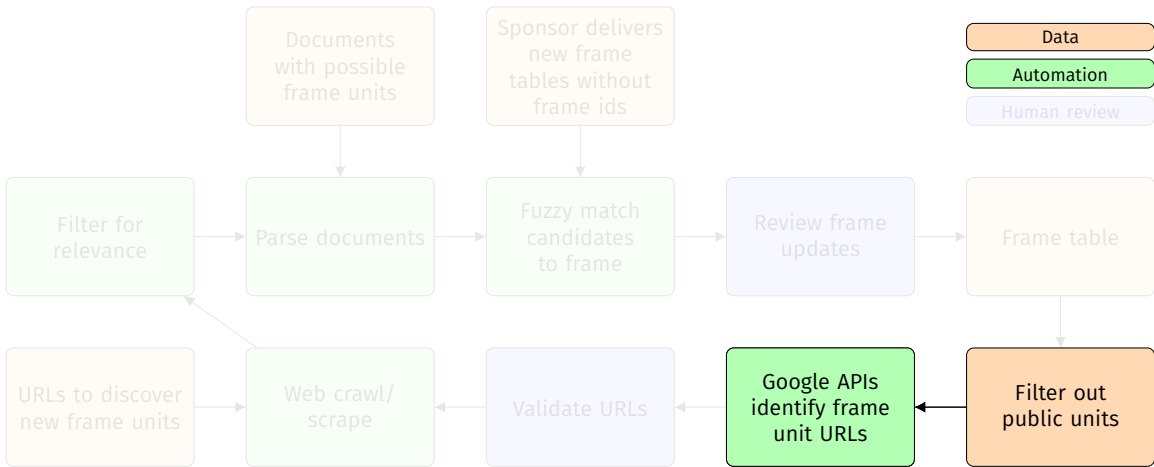 Documents
with possible
frame units
Sponsor delivers
new frame
tables without
frame ids
Data
Automation
Human review
Filter for
relevance
Parse documents
Fuzzy match
candidates
to frame
Review frame
updates
Frame table
URLs to discover
new frame units
Web crawl/
scrape
Validate URLs
Google APIs
identify frame
unit URLs
Filter out
public units